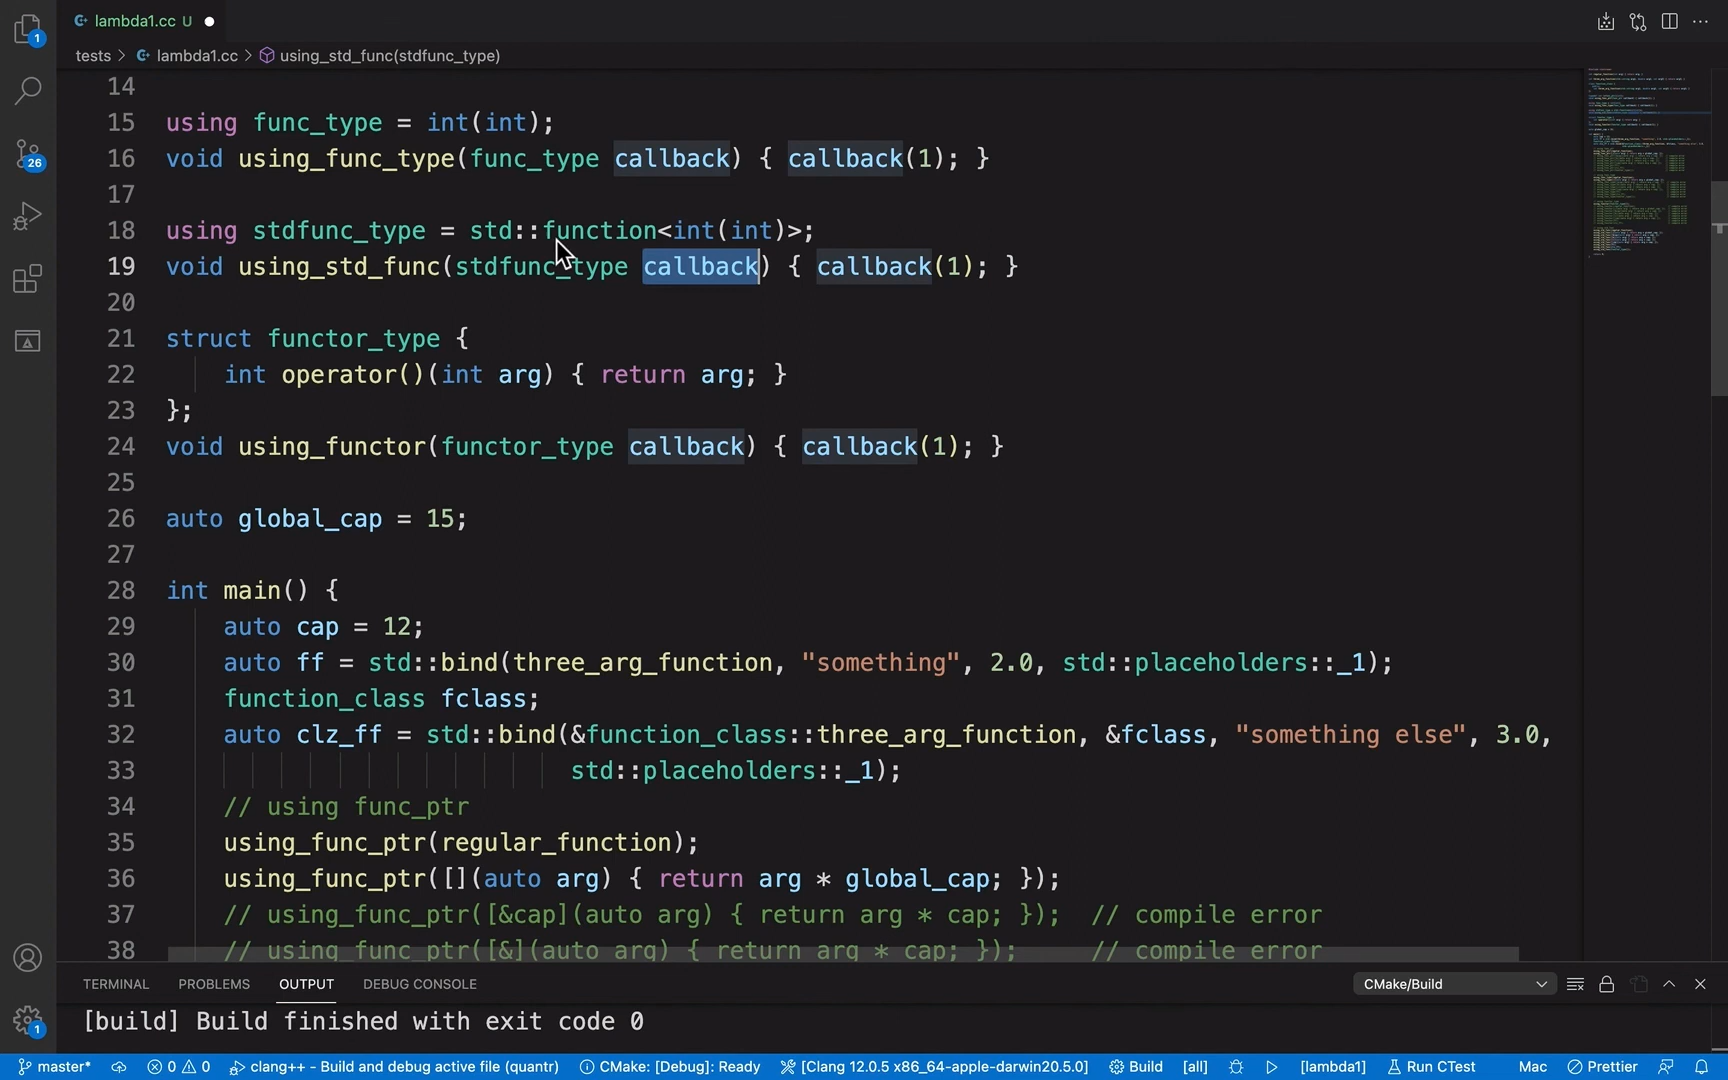 lambda1.cc U
tests > lambda1.cc > using_std_func(stdfunc_type)
14
15 using func_type = int(int);
16 void using_func_type(func_type callback) { callback(1); }
17
18 using stdfunc_type = std::function<int(int)>;
19 void using_std_func(stdfunc_type callback) { callback(1); }
20
21 struct functor_type {
22 int operator()(int arg) { return arg; }
23 };
24 void using_functor(functor_type callback) { callback(1); }
25
26 auto global_cap = 15;
27
28 int main() {
29 auto cap = 12;
30 auto ff = std::bind(three_arg_function, "something", 2.0, std::placeholders::_1);
31 function_class fclass;
32 auto clz_ff = std::bind(&function_class::three_arg_function, &fclass, "something else", 3.0,
33 std::placeholders::_1);
34 // using func_ptr
35 using_func_ptr(regular_function);
36 using_func_ptr([](auto arg) { return arg * global_cap; });
37 // using_func_ptr([&cap](auto arg) { return arg * cap; }); // compile error
38 // using_func_ptr([&](auto arg) { return arg * cap; }); // compile error
1
26
1
TERMINAL PROBLEMS OUTPUT DEBUG CONSOLE CMake/Build
[build] Build finished with exit code 0
master* 0 0 clang++ - Build and debug active file (quantr) CMake: [Debug]: Ready [Clang 12.0.5 x86_64-apple-darwin20.5.0] Build [all] [lambda1] Run CTest Mac Prettier